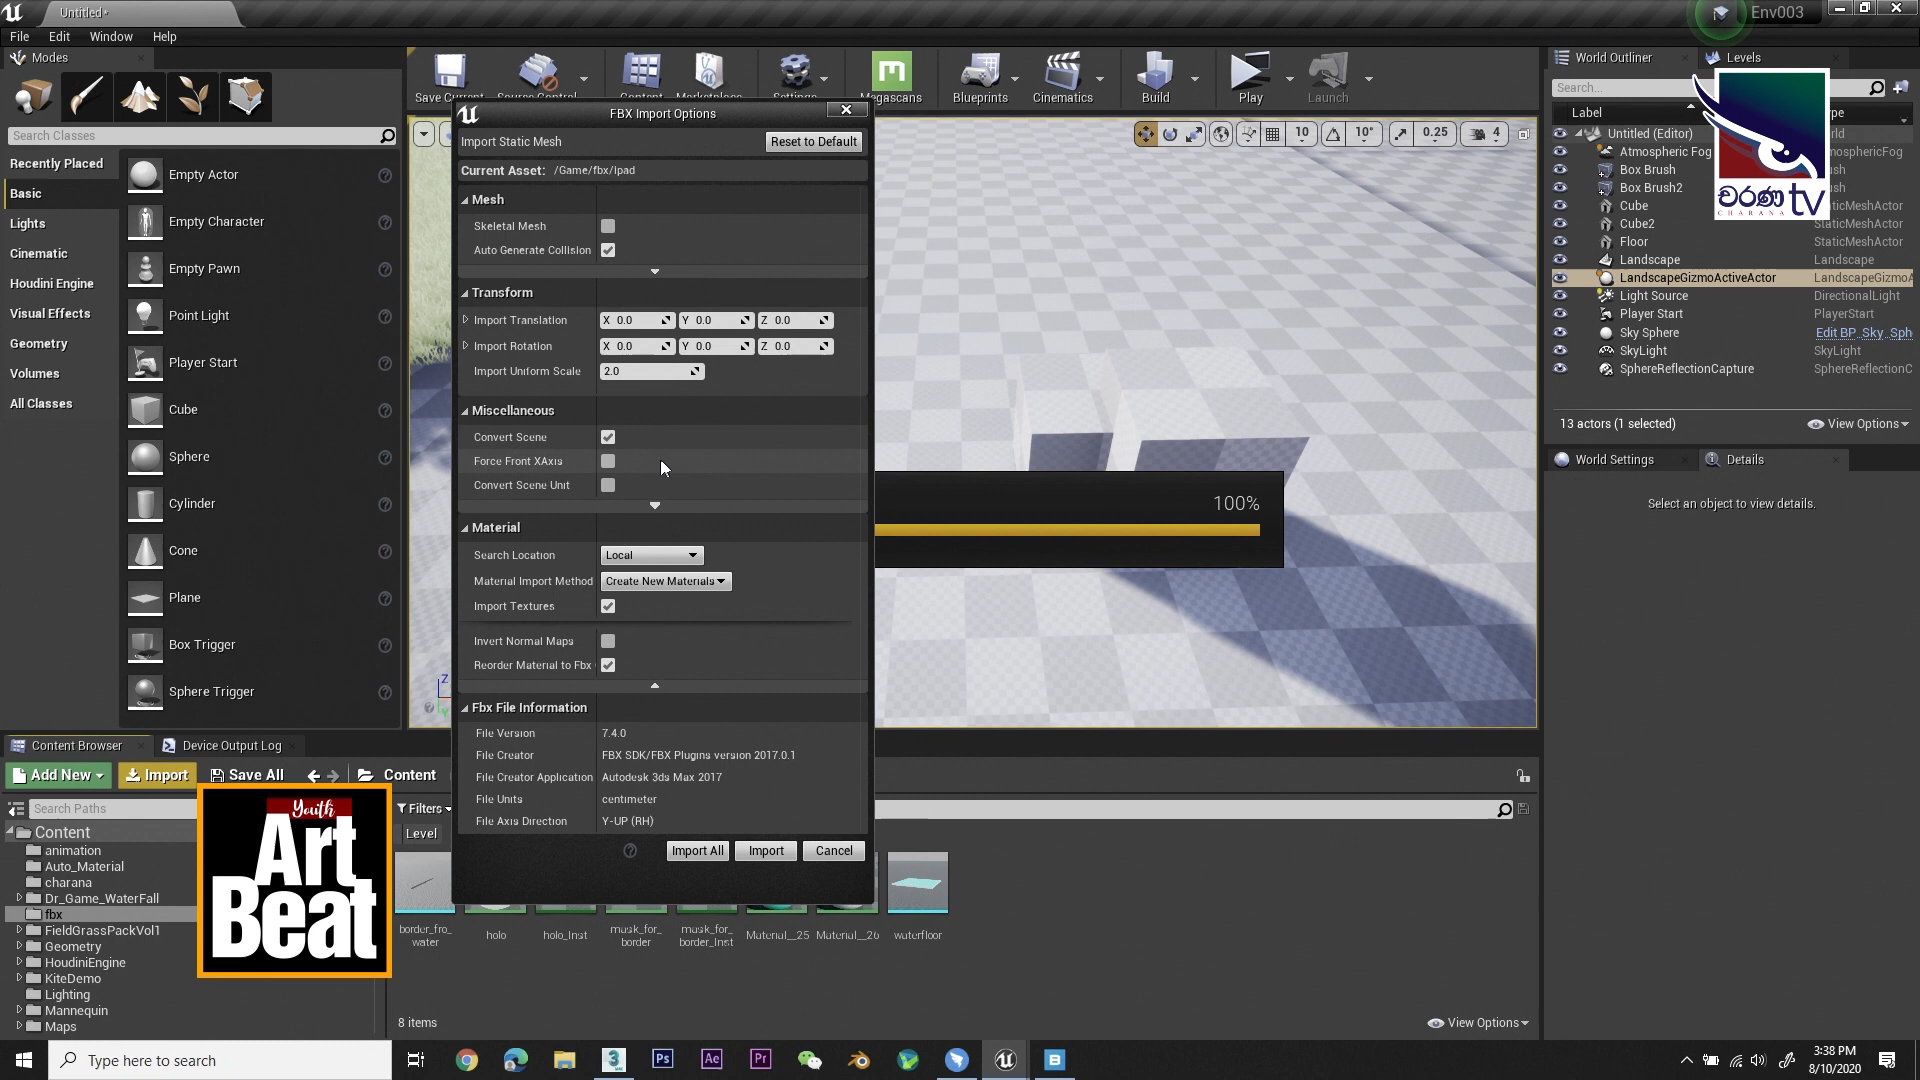 Untitled*
Env003
File Edit Window Help
Modes
Search Classes
Recently Placed
Basic
Lights
Cinematic
Houdini Engine
Visual Effects
Geometry
Volumes
All Classes
Empty Actor
Empty Character
Empty Pawn
Point Light
Player Start
Cube
Sphere
Cylinder
Cone
Plane
Box Trigger
Sphere Trigger
Save Current Source Control Content Marketplace Settings Megascans Blueprints Cinematics Build Play Launch
FBX Import Options
Import Static Mesh Reset to Default
Current Asset: /Game/fbx/Ipad
Mesh
Skeletal Mesh
Auto Generate Collision
Transform
Import Translation X 0.0 Y 0.0 Z 0.0
Import Rotation X 0.0 Y 0.0 Z 0.0
Import Uniform Scale 2.0
Miscellaneous
Convert Scene
Force Front XAxis
Convert Scene Unit
Material
Search Location Local
Material Import Method Create New Materials
Import Textures
Invert Normal Maps
Reorder Material to Fbx
Fbx File Information
File Version 7.4.0
File Creator FBX SDK/FBX Plugins version 2017.0.1
File Creator Application Autodesk 3ds Max 2017
File Units centimeter
File Axis Direction Y-UP (RH)
Import All Import Cancel
10 10° 0.25 4
100%
Z
World Outliner Levels
Search...
Label
Untitled (Editor)
Atmospheric Fog
Box Brush
Box Brush2
Cube
Cube2 StaticMeshActor
Floor StaticMeshActor
Landscape Landscape
LandscapeGizmoActiveActor LandscapeGizmoA
Light Source DirectionalLight
Player Start PlayerStart
Sky Sphere Edit BP_Sky_Sph
SkyLight SkyLight
SphereReflectionCapture SphereReflectionC
13 actors (1 selected) View Options
චරණ tv
CHARANA
World Settings Details
Select an object to view details.
Content Browser Device Output Log
Add New Import Save All Content
Search Paths
Filters
Level
Content
animation
Auto_Material
charana
Dr_Game_WaterFall
fbx
FieldGrassPackVol1
Geometry
HoudiniEngine
KiteDemo
Lighting
Mannequin
Maps
Youth
Art
Beat
border_fro_water
holo
holo_Inst
mask_for_border
mask_for_border_Inst
Material__25
Material__26
waterfloor
8 items View Options
Type here to search
3:38 PM
8/10/2020